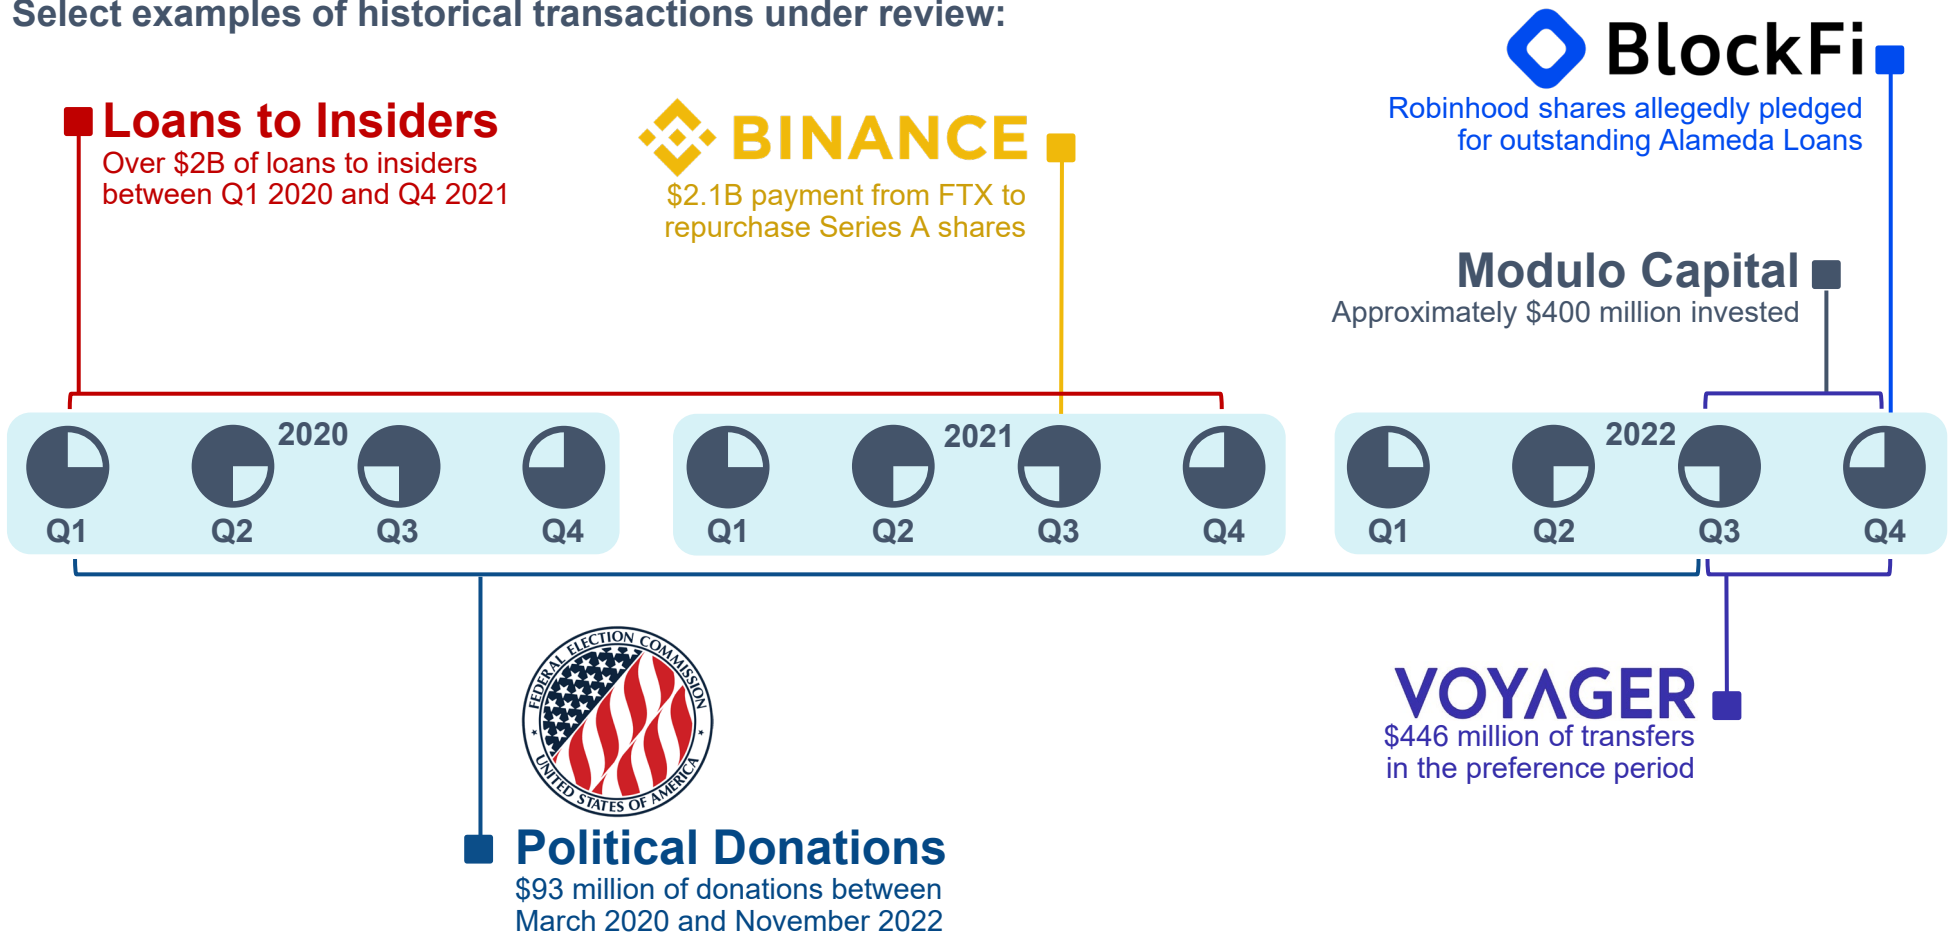 Select examples of historical transactions under review:
BlockFi
Robinhood shares allegedly pledged
for outstanding Alameda Loans
Loans to Insiders
Over $2B of loans to insiders
between Q1 2020 and Q4 2021
BINANCE
$2.1B payment from FTX to
repurchase Series A shares
Modulo Capital
Approximately $400 million invested
2020
Q1 Q2 Q3 Q4
2021
Q1 Q2 Q3 Q4
2022
Q1 Q2 Q3 Q4
FEDERAL ELECTION COMMISSION
UNITED STATES OF AMERICA
Political Donations
$93 million of donations between
March 2020 and November 2022
VOYAGER
$446 million of transfers
in the preference period